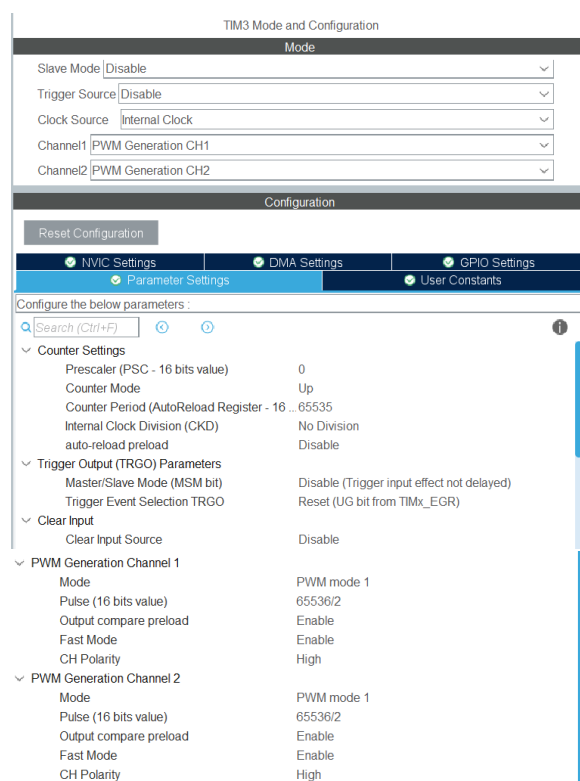 TIM3 Mode and Configuration
Mode
Slave Mode Disable
Trigger Source Disable
Clock Source Internal Clock
Channel1 PWM Generation CH1
Channel2 PWM Generation CH2
Configuration
Reset Configuration
NVIC Settings DMA Settings GPIO Settings
Parameter Settings User Constants
Configure the below parameters :
Search (Ctrl+F)
Counter Settings
Prescaler (PSC - 16 bits value) 0
Counter Mode Up
Counter Period (AutoReload Register - 16 ... 65535
Internal Clock Division (CKD) No Division
auto-reload preload Disable
Trigger Output (TRGO) Parameters
Master/Slave Mode (MSM bit) Disable (Trigger input effect not delayed)
Trigger Event Selection TRGO Reset (UG bit from TIMx_EGR)
Clear Input
Clear Input Source Disable
PWM Generation Channel 1
Mode PWM mode 1
Pulse (16 bits value) 65536/2
Output compare preload Enable
Fast Mode Enable
CH Polarity High
PWM Generation Channel 2
Mode PWM mode 1
Pulse (16 bits value) 65536/2
Output compare preload Enable
Fast Mode Enable
CH Polarity High